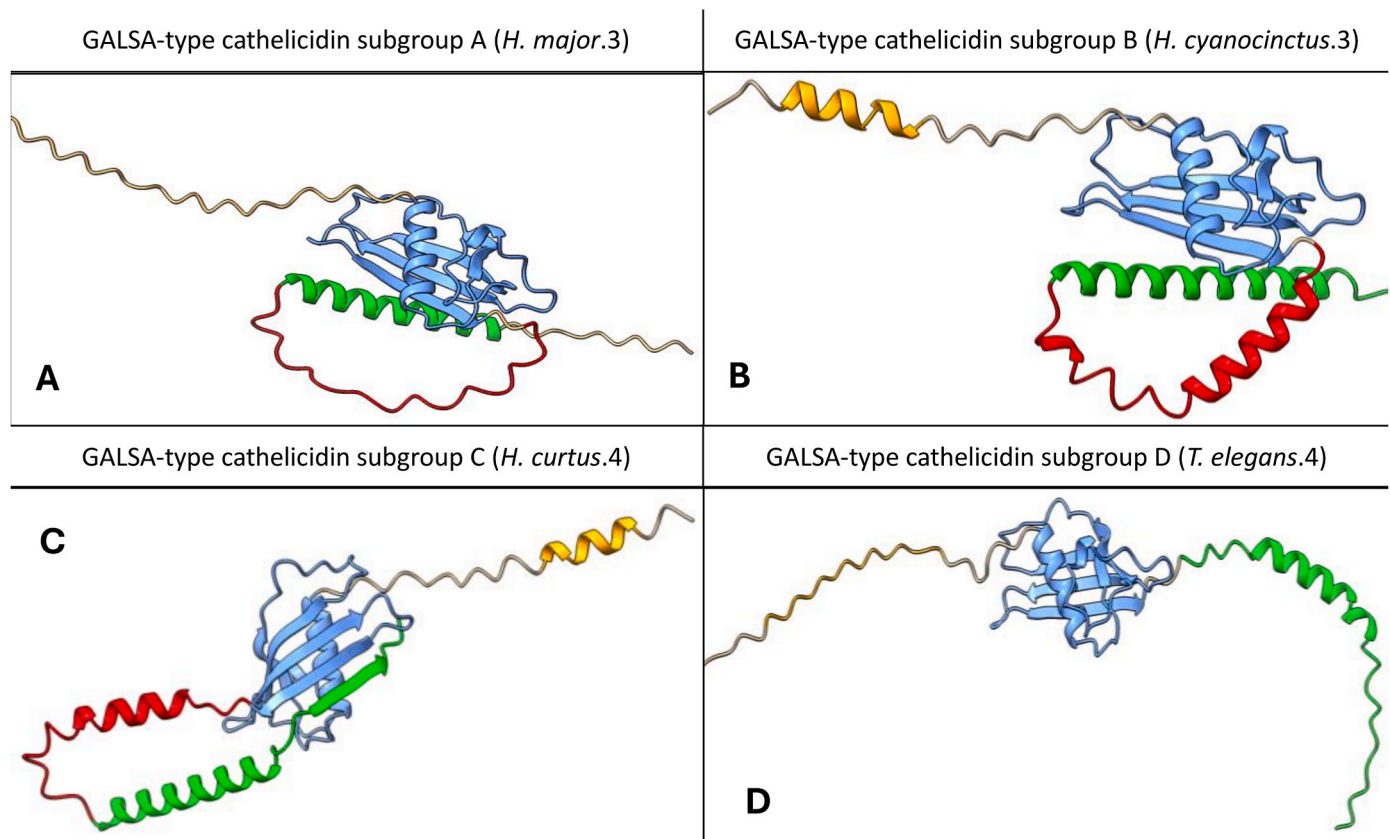 GALSA-type cathelicidin subgroup A (H. major.3)
GALSA-type cathelicidin subgroup B (H. cyanocinctus.3)
A
B
GALSA-type cathelicidin subgroup C (H. curtus.4)
GALSA-type cathelicidin subgroup D (T. elegans.4)
C
D